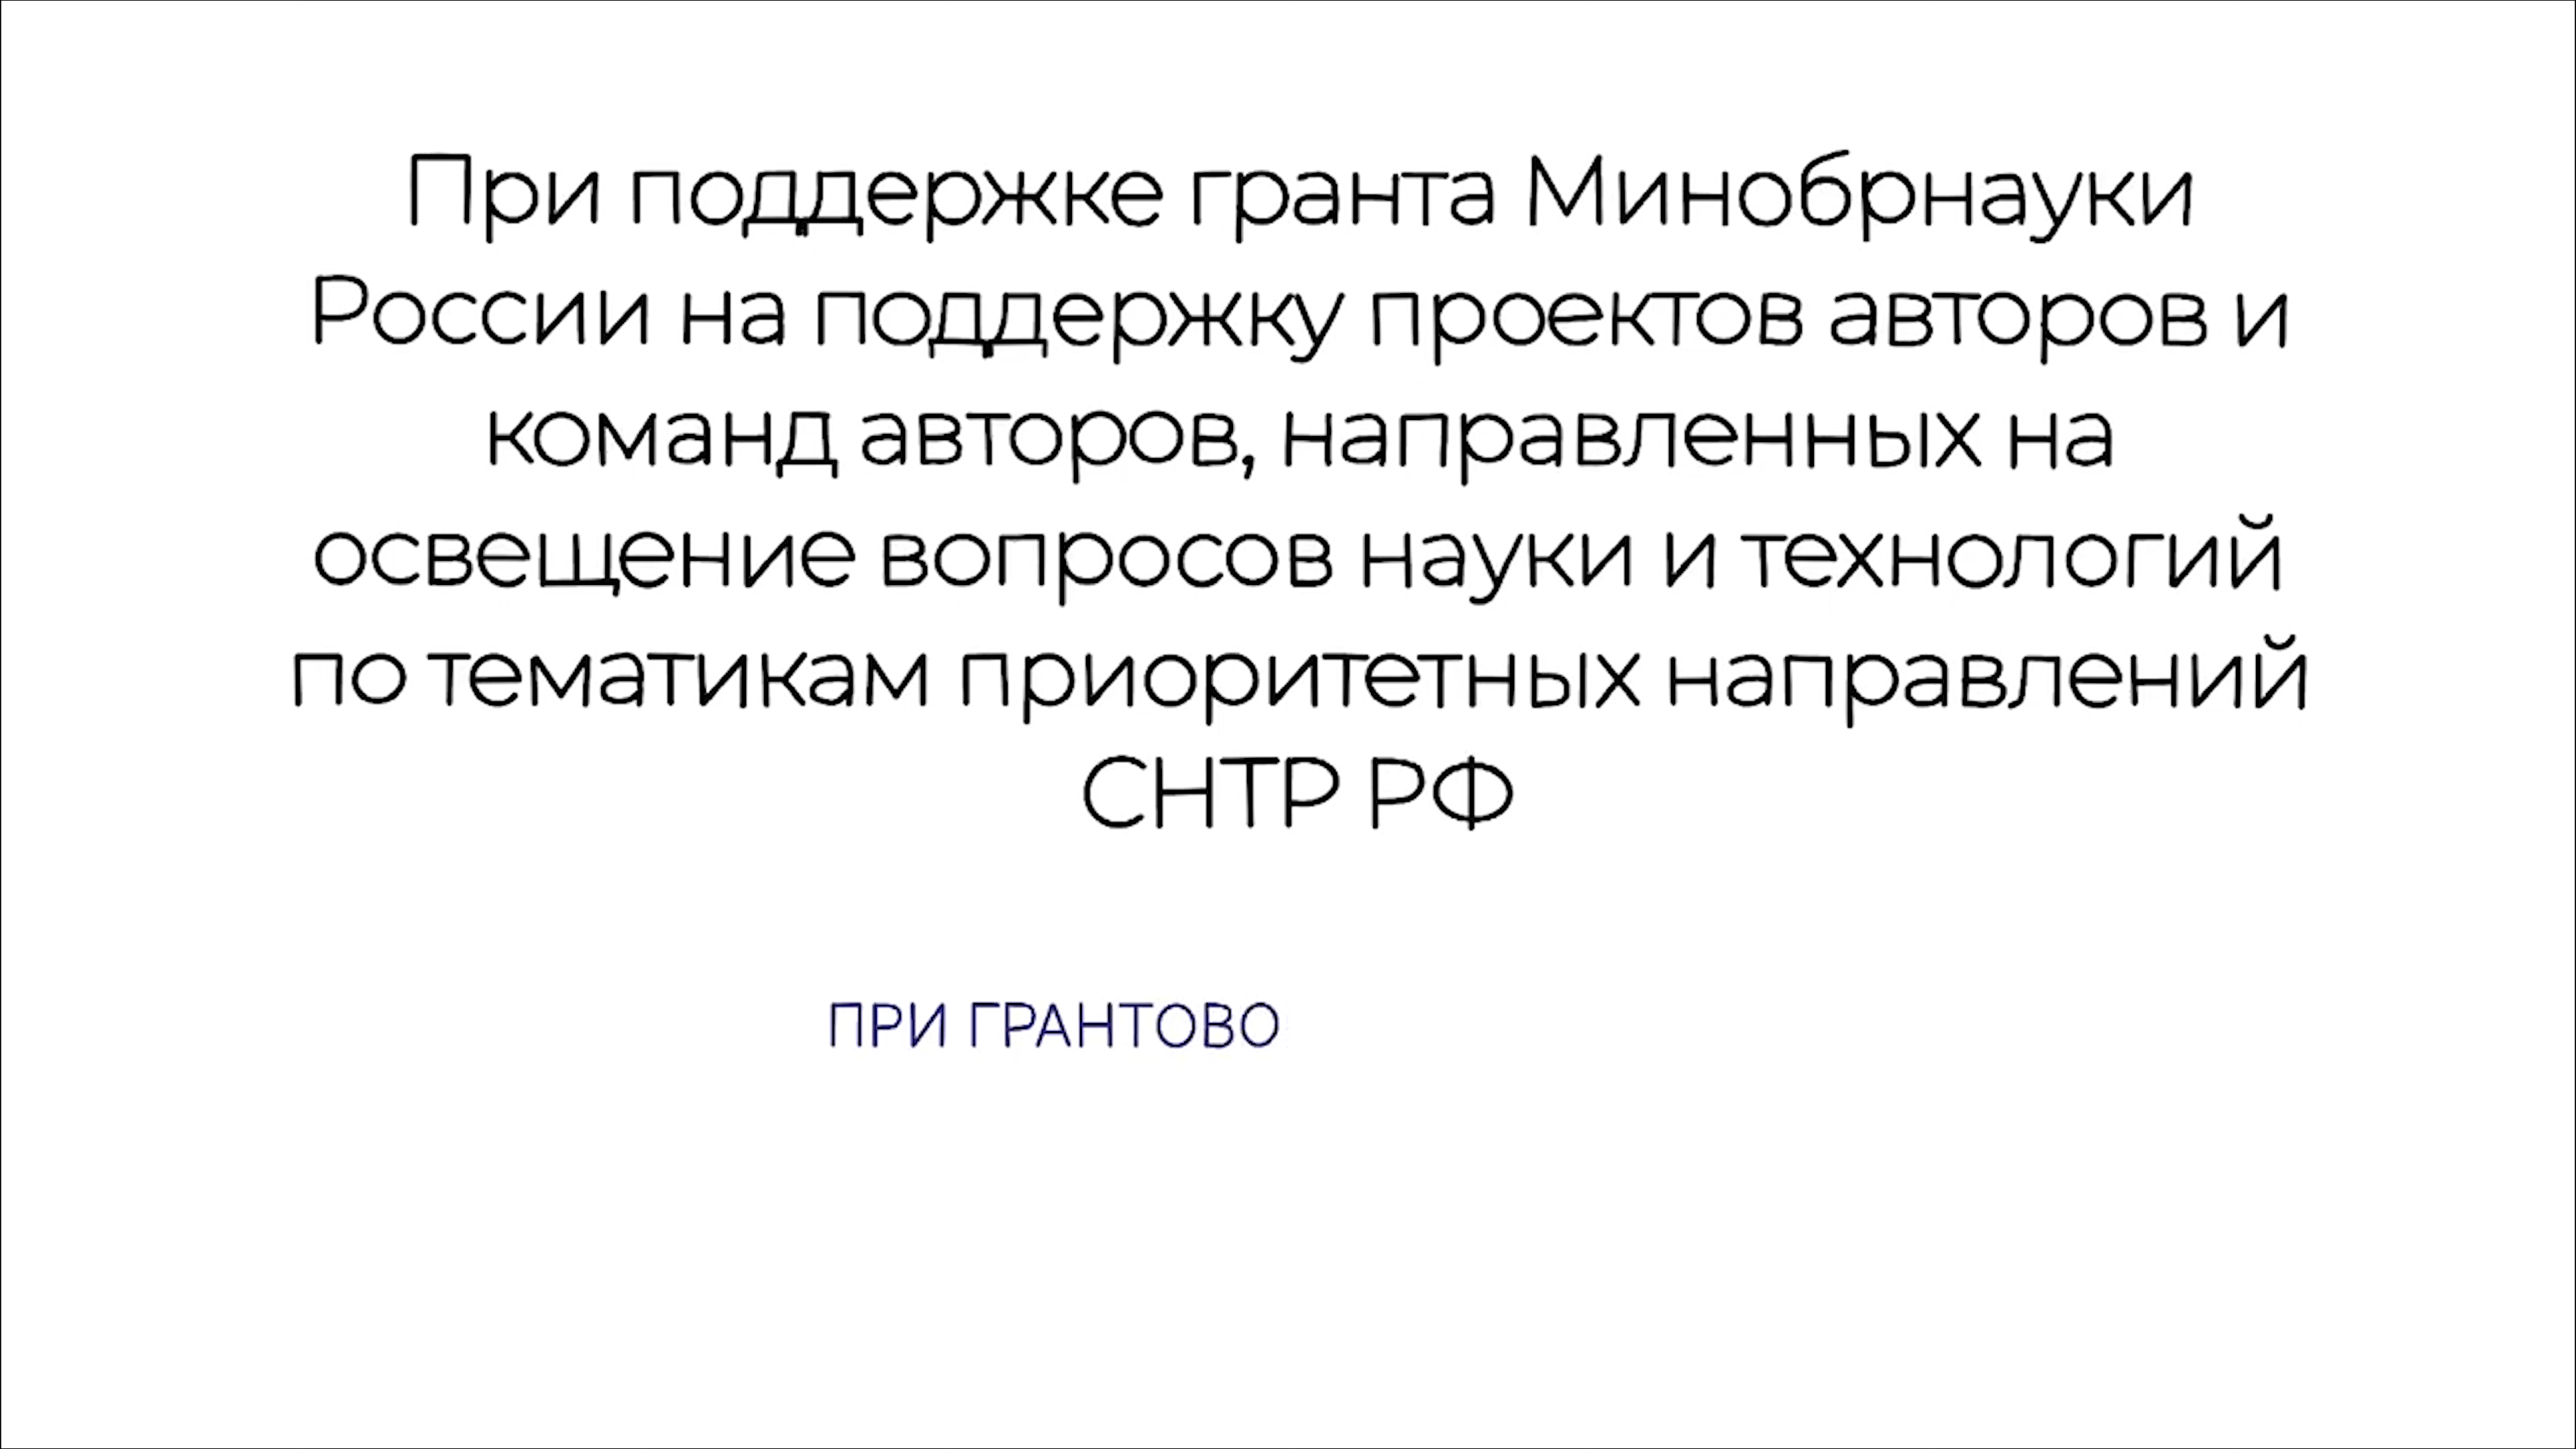 При поддержке гранта Минобрнауки
России на поддержку проектов авторов и
команд авторов, направленных на
освещение вопросов науки и технологий
по тематикам приоритетных направлений
СНТР РФ
ПРИ ГРАНТОВО